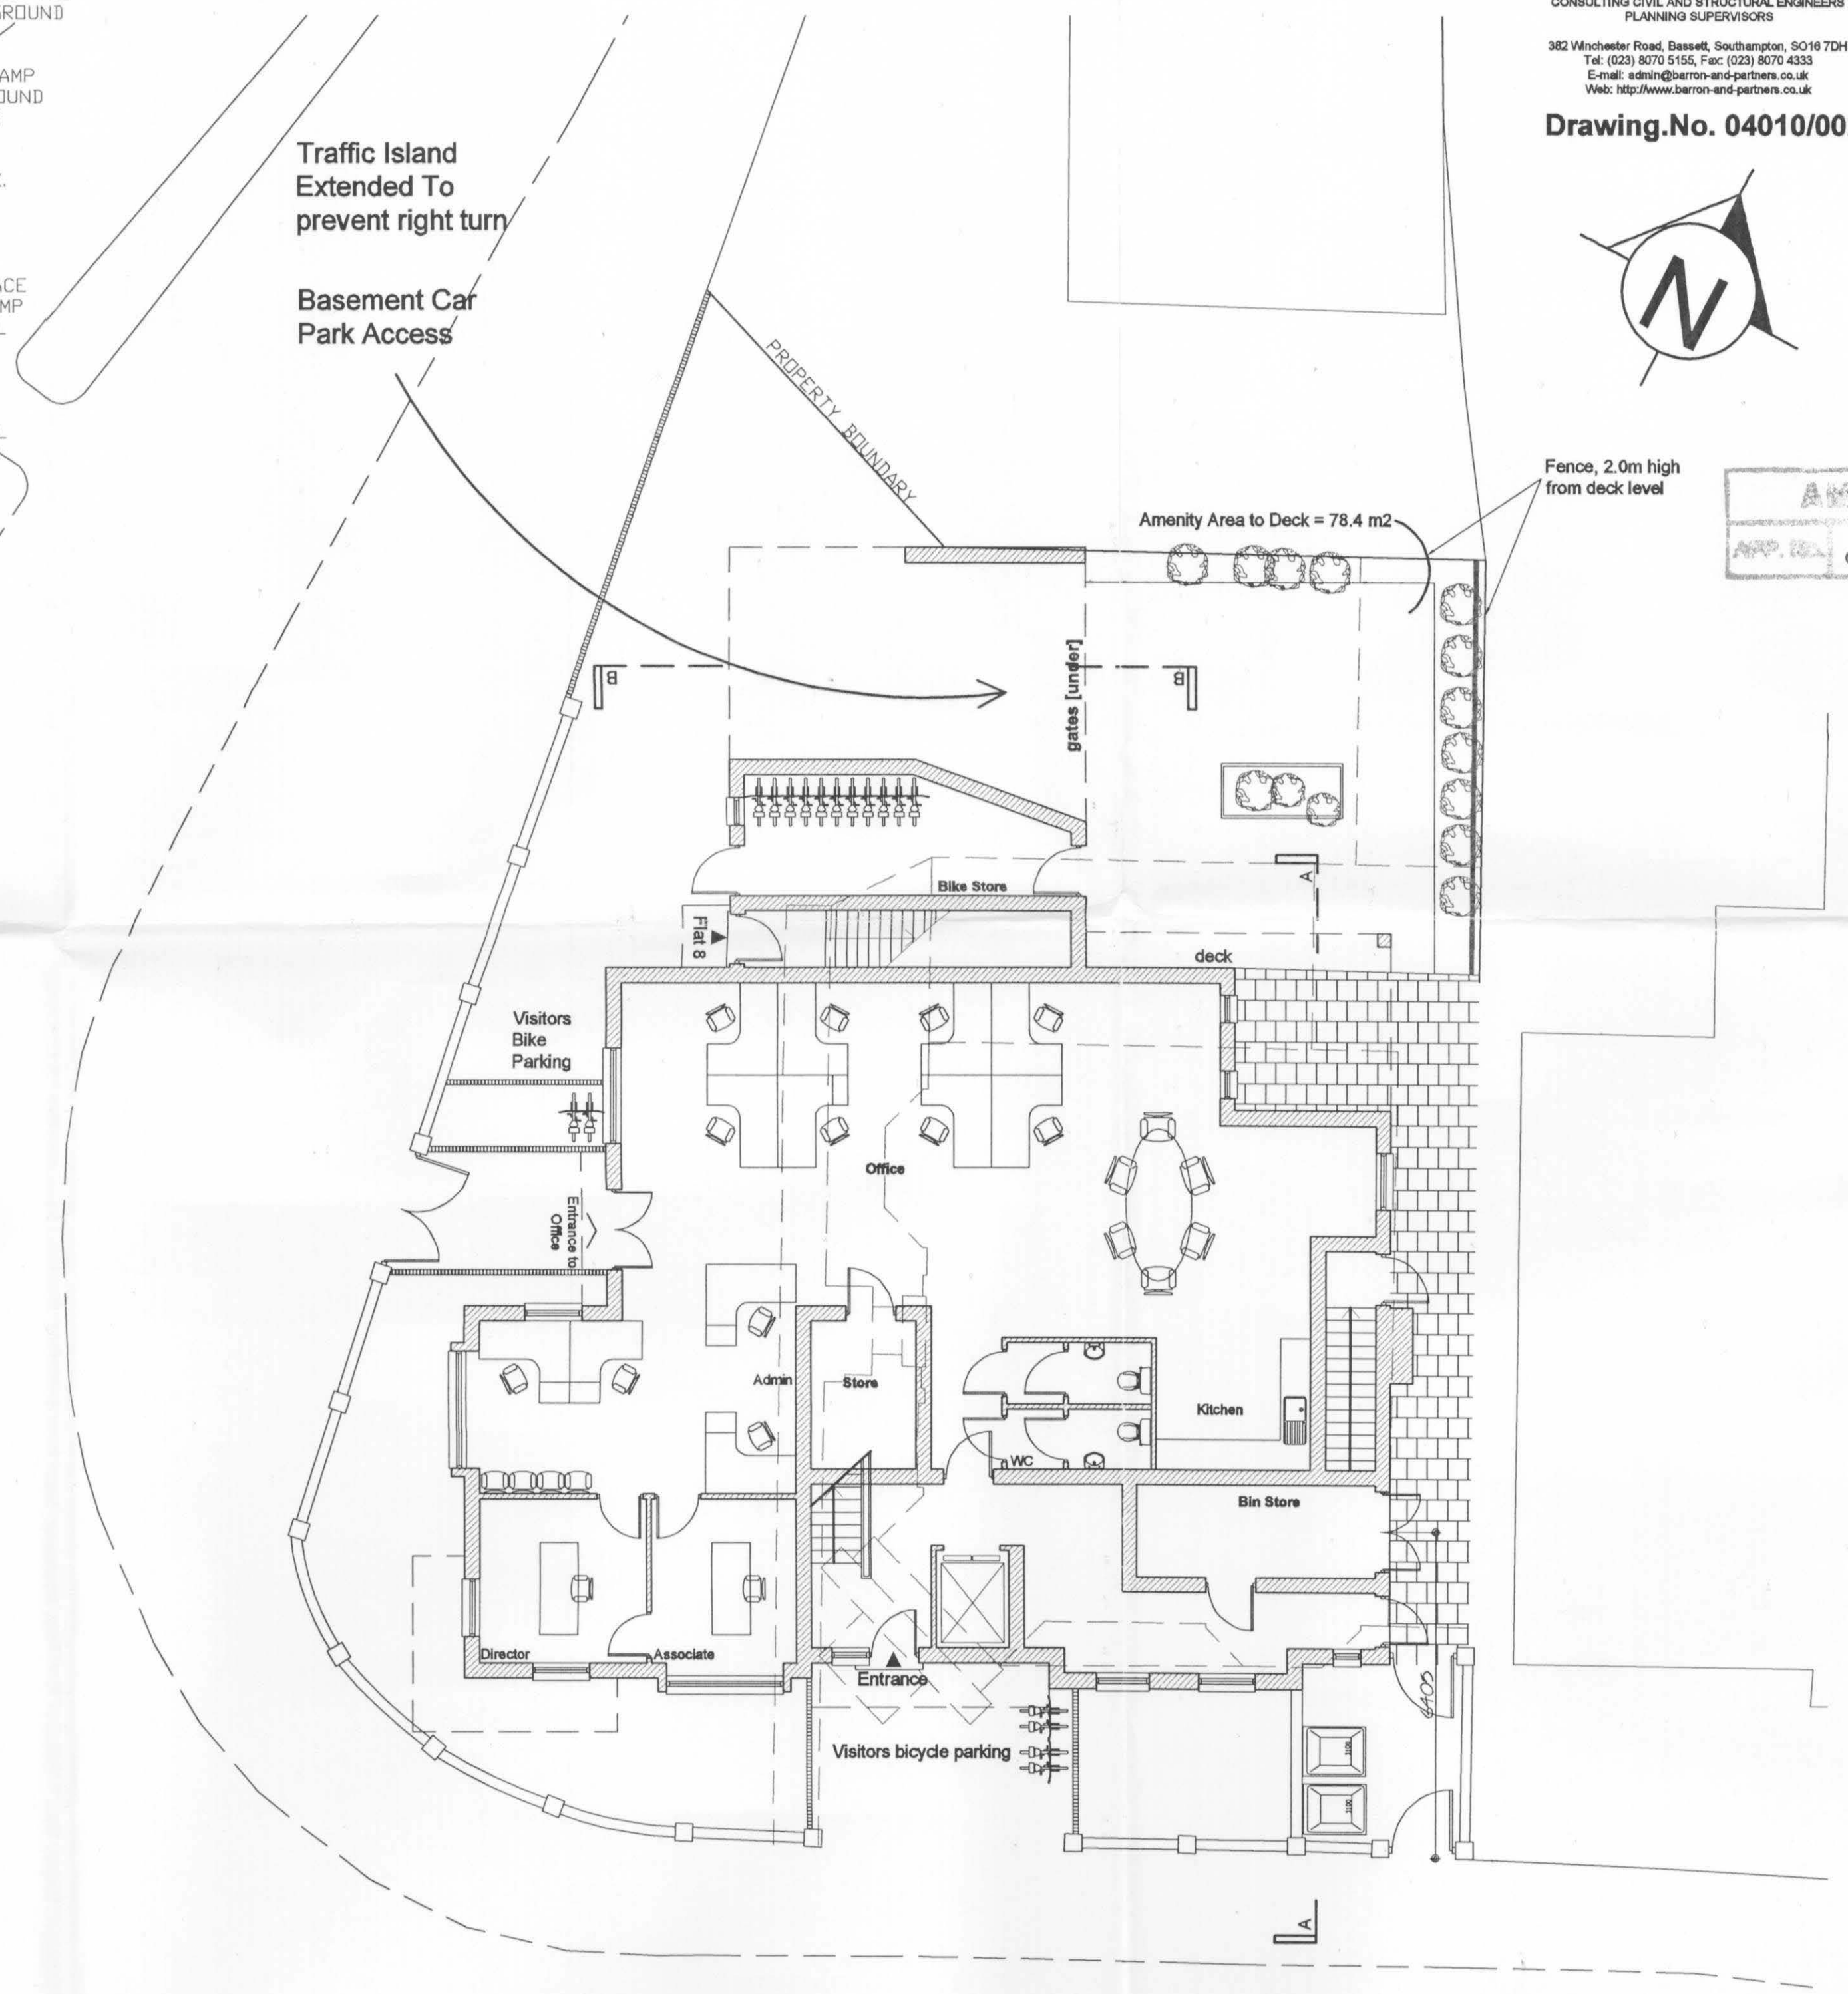 CONSULTING CIVIL AND STRUCTURAL ENGINEERS
PLANNING SUPERVISORS
382 Winchester Road, Bassett, Southampton, SO16 7DH
Tel: (023) 8070 5155, Fax: (023) 8070 4333
E-mail: admin@barron-and-partners.co.uk
Web: http://www.barron-and-partners.co.uk
Drawing.No. 04010/00
N
Traffic Island
Extended To
prevent right turn
Basement Car
Park Access
PROPERTY BOUNDARY
Fence, 2.0m high
from deck level
Amenity Area to Deck = 78.4 m2
gates [under]
B
B
Bike Store
A
Flat 8
deck
Visitors
Bike
Parking
Office
Entrance to
Office
Admin
Store
Kitchen
WC
Bin Store
Director
Associate
Entrance
6405
Visitors bicycle parking
1100
1100
A